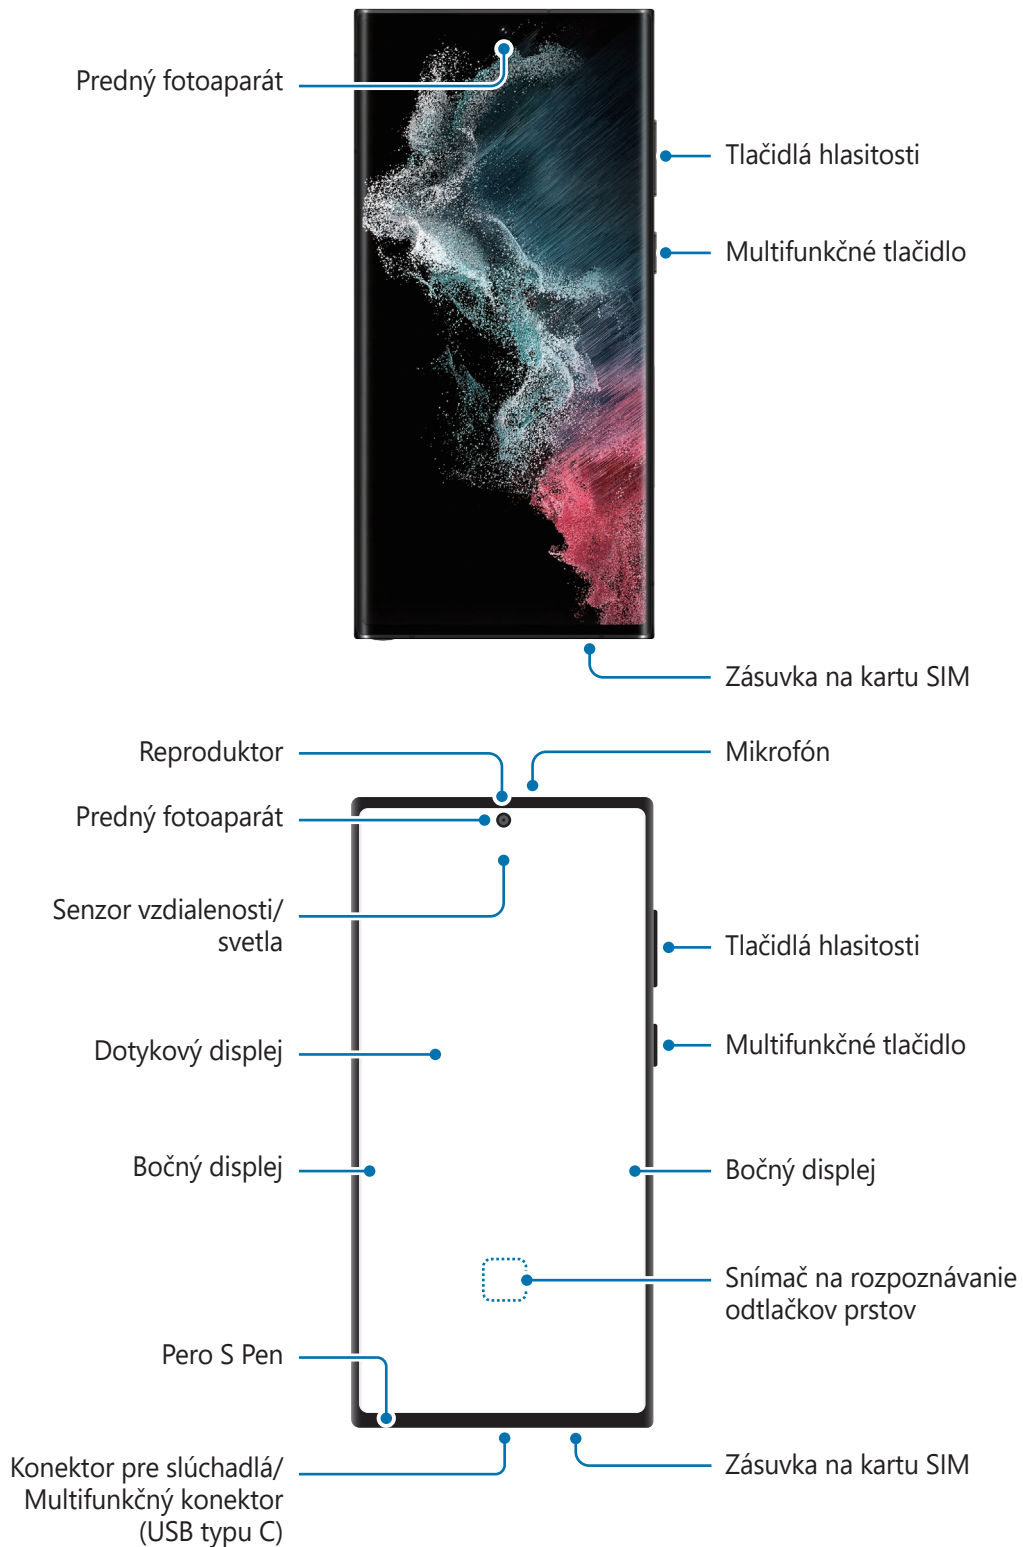 Predný fotoaparát
Tlačidlá hlasitosti
Multifunkčné tlačidlo
Zásuvka na kartu SIM
Reproduktor
Mikrofón
Predný fotoaparát
Senzor vzdialenosti/
svetla
Tlačidlá hlasitosti
Dotykový displej
Multifunkčné tlačidlo
Bočný displej
Bočný displej
Snímač na rozpoznávanie
odtlačkov prstov
Pero S Pen
Konektor pre slúchadlá/
Multifunkčný konektor
(USB typu C)
Zásuvka na kartu SIM